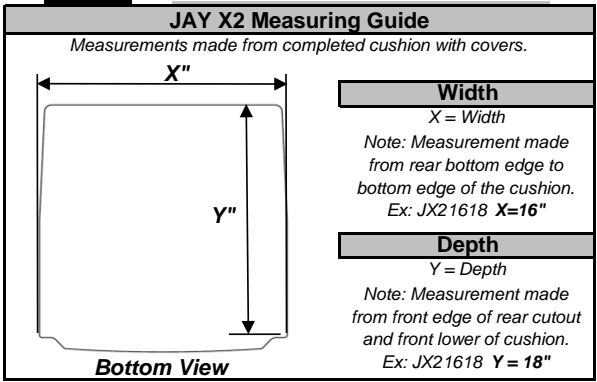 JAY X2 Measuring Guide
Measurements made from completed cushion with covers.
X"
Y"
Bottom View
Width
X = Width
Note: Measurement made
from rear bottom edge to
bottom edge of the cushion.
Ex: JX21618 X=16"
Depth
Y = Depth
Note: Measurement made
from front edge of rear cutout
and front lower of cushion.
Ex: JX21618 Y = 18"